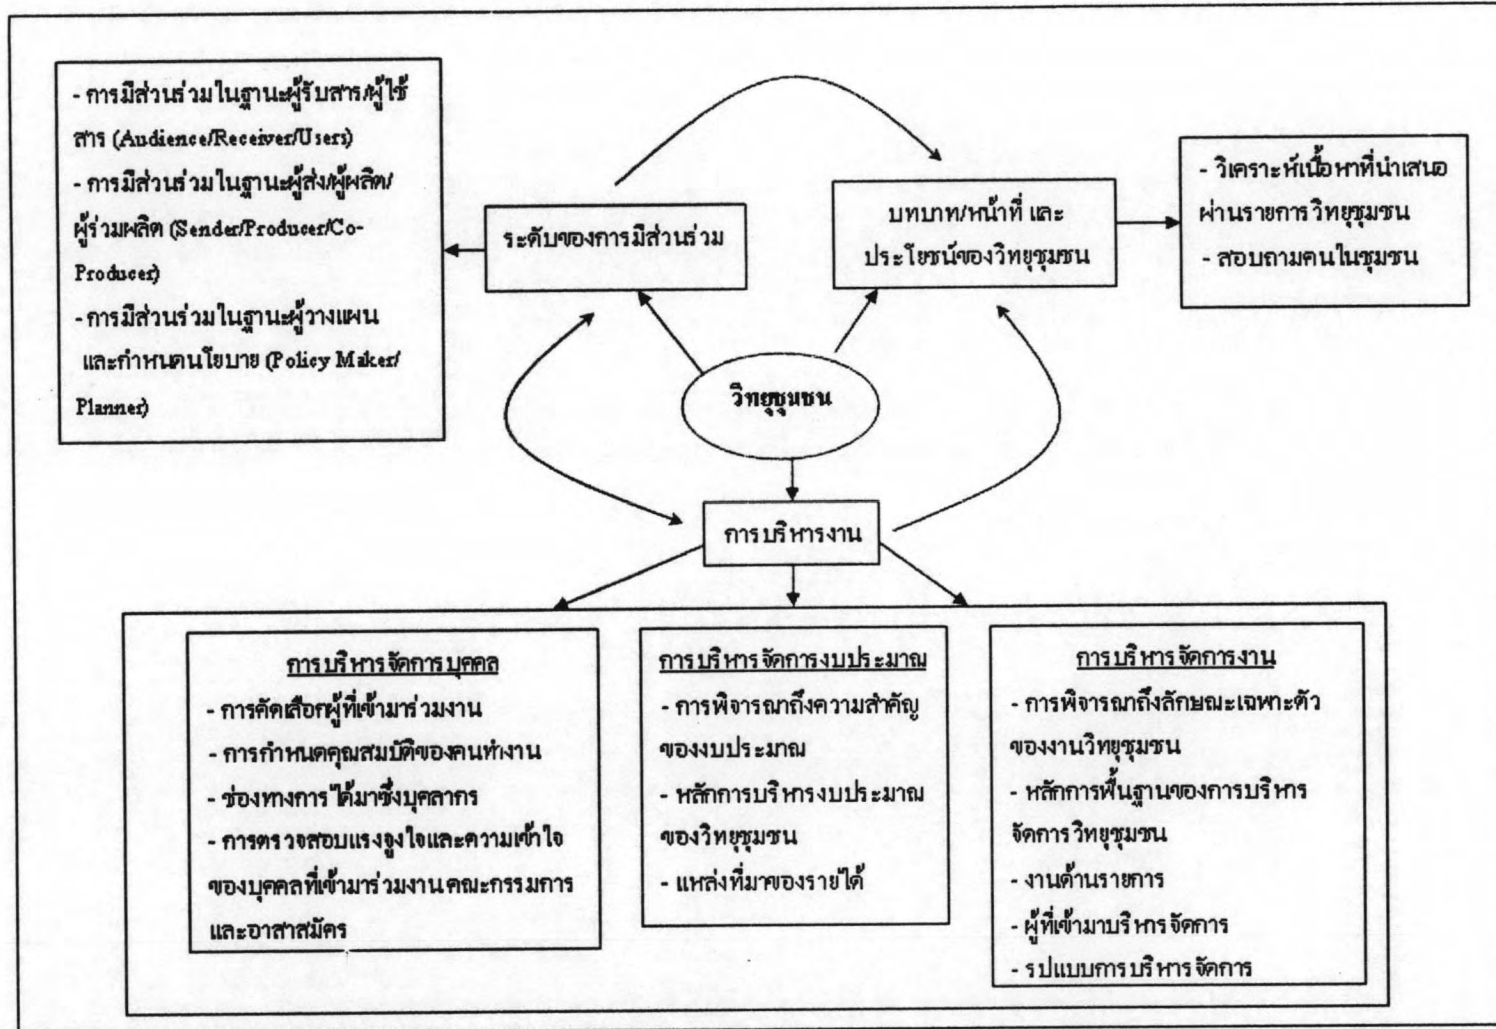 - การมีส่วนร่วมในฐานะผู้รับสาร/ผู้ใช้
สาร (Audience/Receiver/Users)
- การมีส่วนร่วมในฐานะผู้ส่ง/ผู้ผลิต/
ผู้ร่วมผลิต (Sender/Producer/Co-
Producer)
- การมีส่วนร่วมในฐานะผู้วางแผน
และกำหนดนโยบาย (Policy Maker/
Planner)
ระดับของการมีส่วนร่วม
บทบาท/หน้าที่ และ
ประโยชน์ของวิทยุชุมชน
- วิเคราะห์เนื้อหาที่นำเสนอ
ผ่านรายการวิทยุชุมชน
- สอบถามคนในชุมชน
วิทยุชุมชน
การบริหารงาน
การบริหารจัดการบุคคล
- การคัดเลือกผู้ที่เข้ามาร่วมงาน
- การกำหนดคุณสมบัติของคนทำงาน
- ช่องทางการได้มาซึ่งบุคลากร
- การตรวจสอบแรงจูงใจและความเข้าใจ
ของบุคคลที่เข้ามาร่วมงานคณะกรรมการ
และอาสาสมัคร
การบริหารจัดการงบประมาณ
- การพิจารณาถึงความสำคัญ
ของงบประมาณ
- หลักการบริหารงบประมาณ
ของวิทยุชุมชน
- แหล่งที่มาของรายได้
การบริหารจัดการงาน
- การพิจารณาถึงลักษณะเฉพาะตัว
ของงานวิทยุชุมชน
- หลักการพื้นฐานของการบริหาร
จัดการวิทยุชุมชน
- งานด้านรายการ
- ผู้ที่เข้ามาบริหารจัดการ
- รูปแบบการบริหารจัดการ